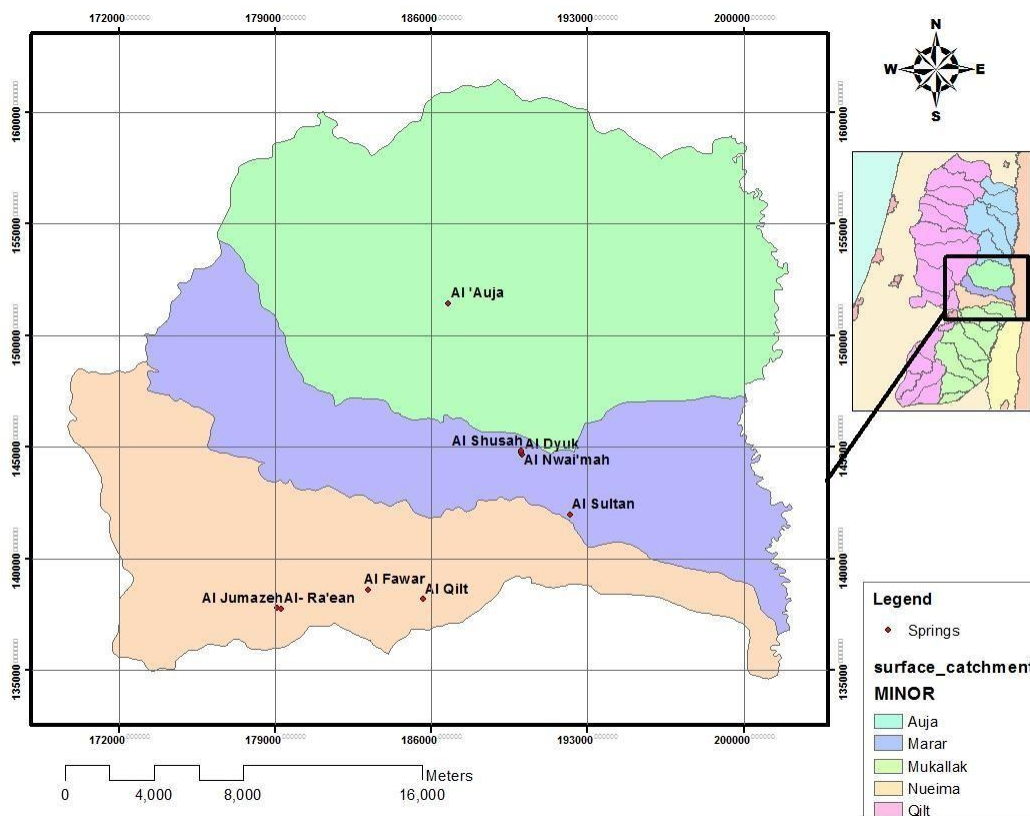 172000 179000 186000 193000 200000
N
W E
S
160000 160000
155000 155000
Al 'Auja
150000 150000
Al Shusah Al Dyuk
145000
Al Nwai'mah
Al Sultan
140000 140000
Al Fawar
Al Qilt
Al Jumazeh Al- Ra'ean
135000 135000
172000 179000 186000 193000 200000
Meters
0 4,000 8,000 16,000
Legend
Springs
surface_catchment
MINOR
Auja
Marar
Mukallak
Nueima
Qilt